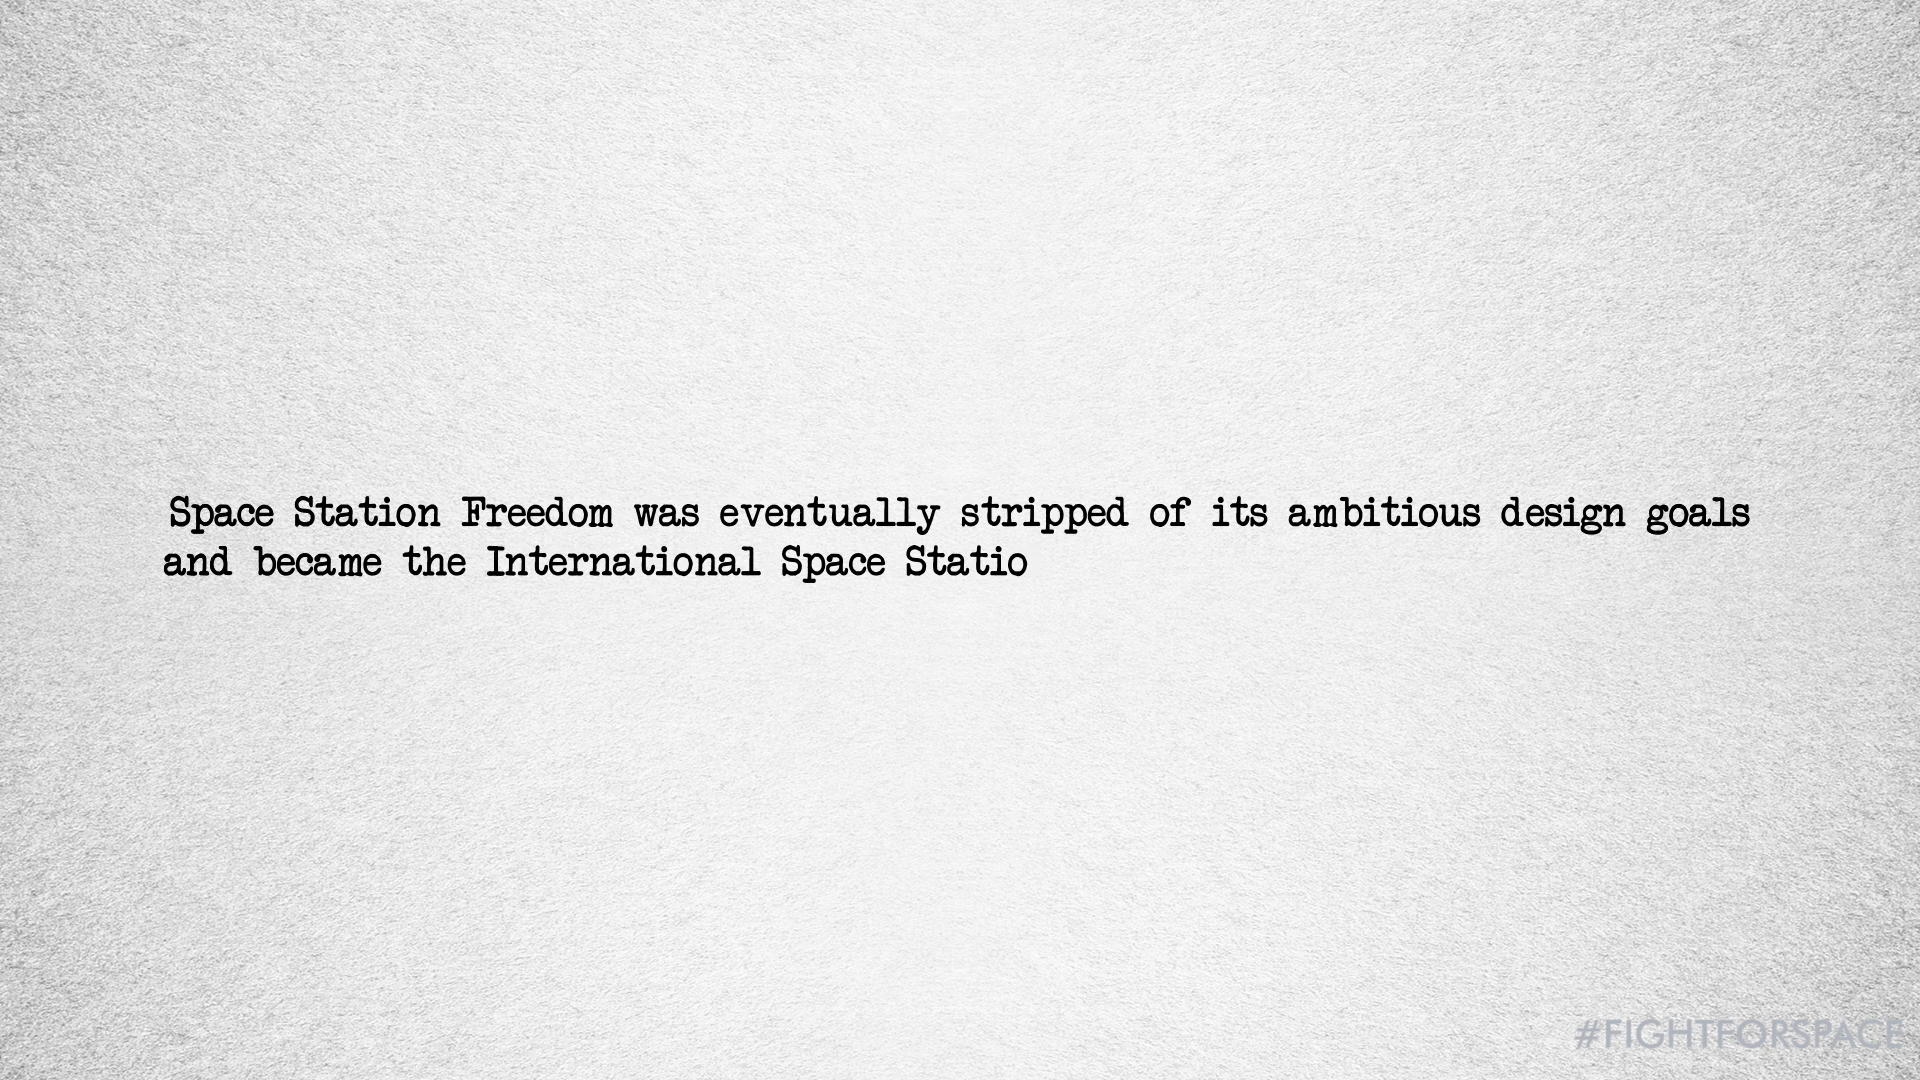 Space Station Freedom was eventually stripped of its ambitious design goals
and became the International Space Statio
#FIGHTFORSPACE